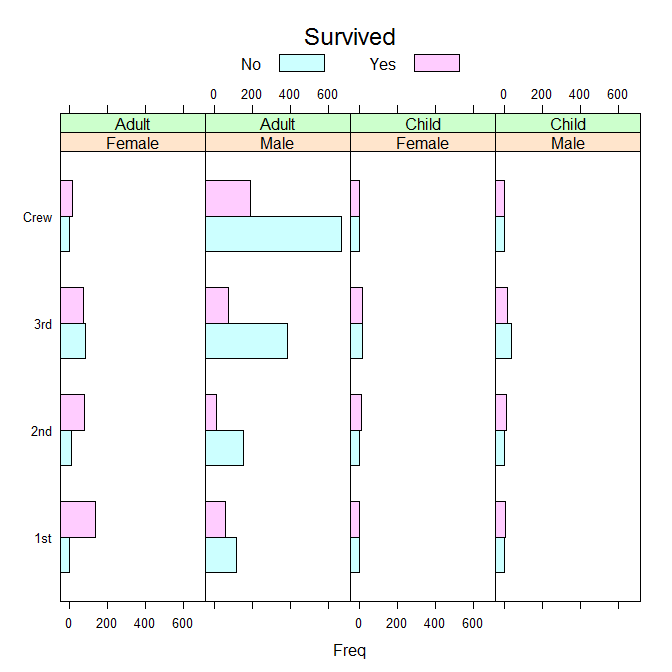 Survived
No Yes
0 200 400 600 0 200 400 600
Adult Adult Child Child
Female Male Female Male
Crew
3rd
2nd
1st
0 200 400 600 0 200 400 600
Freq